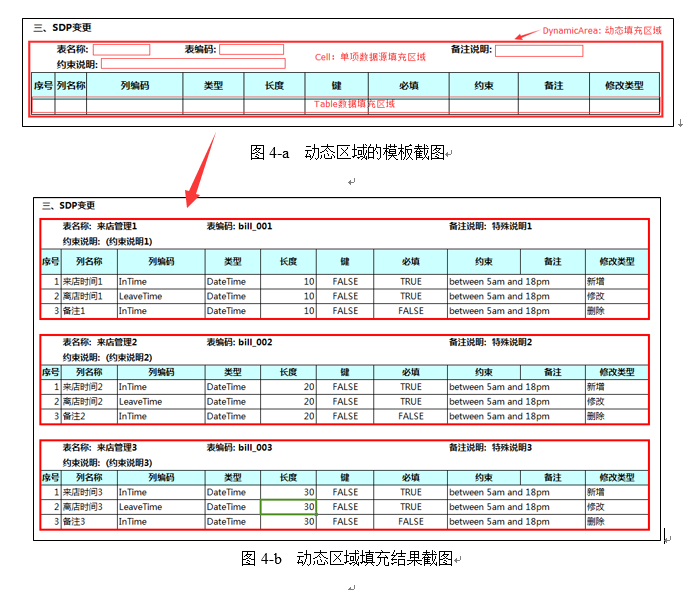 三、SDP变更
DynamicArea: 动态填充区域
表名称: 表编码: 备注说明:
Cell: 单项数据源填充区域
约束说明:
序号 列名称 列编码 类型 长度 键 必填 约束 备注 修改类型
Table数据填充区域
图 4-a 动态区域的模板截图
三、SDP变更
表名称: 来店管理1 表编码: bill_001 备注说明: 特殊说明1
约束说明: (约束说明1)
序号 列名称 列编码 类型 长度 键 必填 约束 备注 修改类型
1 来店时间1 InTime DateTime 10 FALSE TRUE between 5am and 18pm 新增
2 离店时间1 LeaveTime DateTime 10 FALSE TRUE between 5am and 18pm 修改
3 备注1 InTime DateTime 10 FALSE FALSE between 5am and 18pm 删除
表名称: 来店管理2 表编码: bill_002 备注说明: 特殊说明2
约束说明: (约束说明2)
序号 列名称 列编码 类型 长度 键 必填 约束 备注 修改类型
1 来店时间2 InTime DateTime 20 FALSE TRUE between 5am and 18pm 新增
2 离店时间2 LeaveTime DateTime 20 FALSE TRUE between 5am and 18pm 修改
3 备注2 InTime DateTime 20 FALSE FALSE between 5am and 18pm 删除
表名称: 来店管理3 表编码: bill_003 备注说明: 特殊说明3
约束说明: (约束说明3)
序号 列名称 列编码 类型 长度 键 必填 约束 备注 修改类型
1 来店时间3 InTime DateTime 30 FALSE TRUE between 5am and 18pm 新增
2 离店时间3 LeaveTime DateTime 30 FALSE TRUE between 5am and 18pm 修改
3 备注3 InTime DateTime 30 FALSE FALSE between 5am and 18pm 删除
图 4-b 动态区域填充结果截图